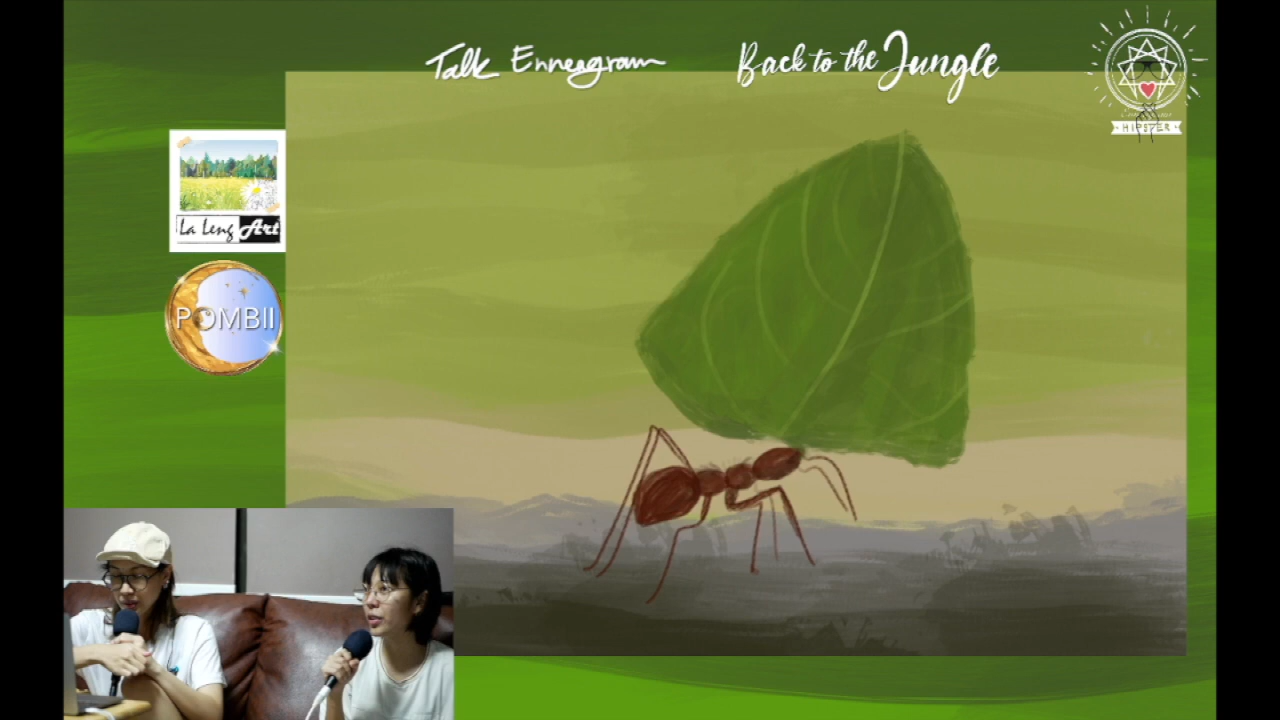 Talk Enneagram
Back to the Jungle
HIPSTER
La Leng Art
POMBII